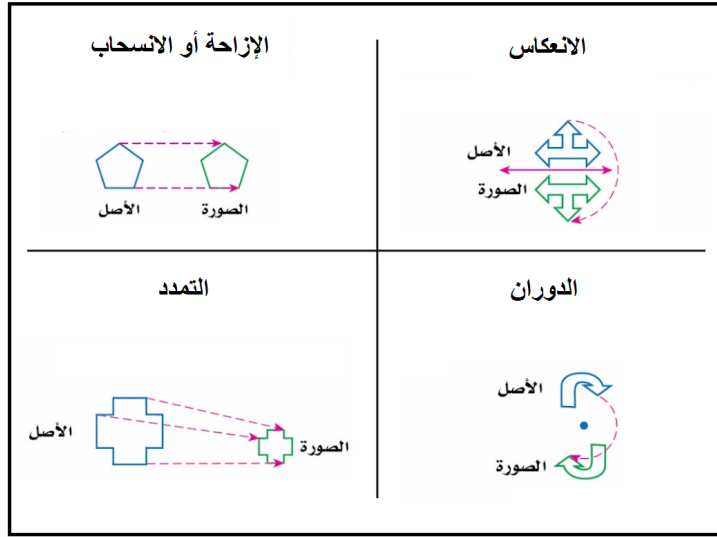 الانعكاس
الأصل
الصورة
الإزاحة أو الانسحاب
الأصل
الصورة
الدوران
الأصل
الصورة
التمدد
الأصل
الصورة